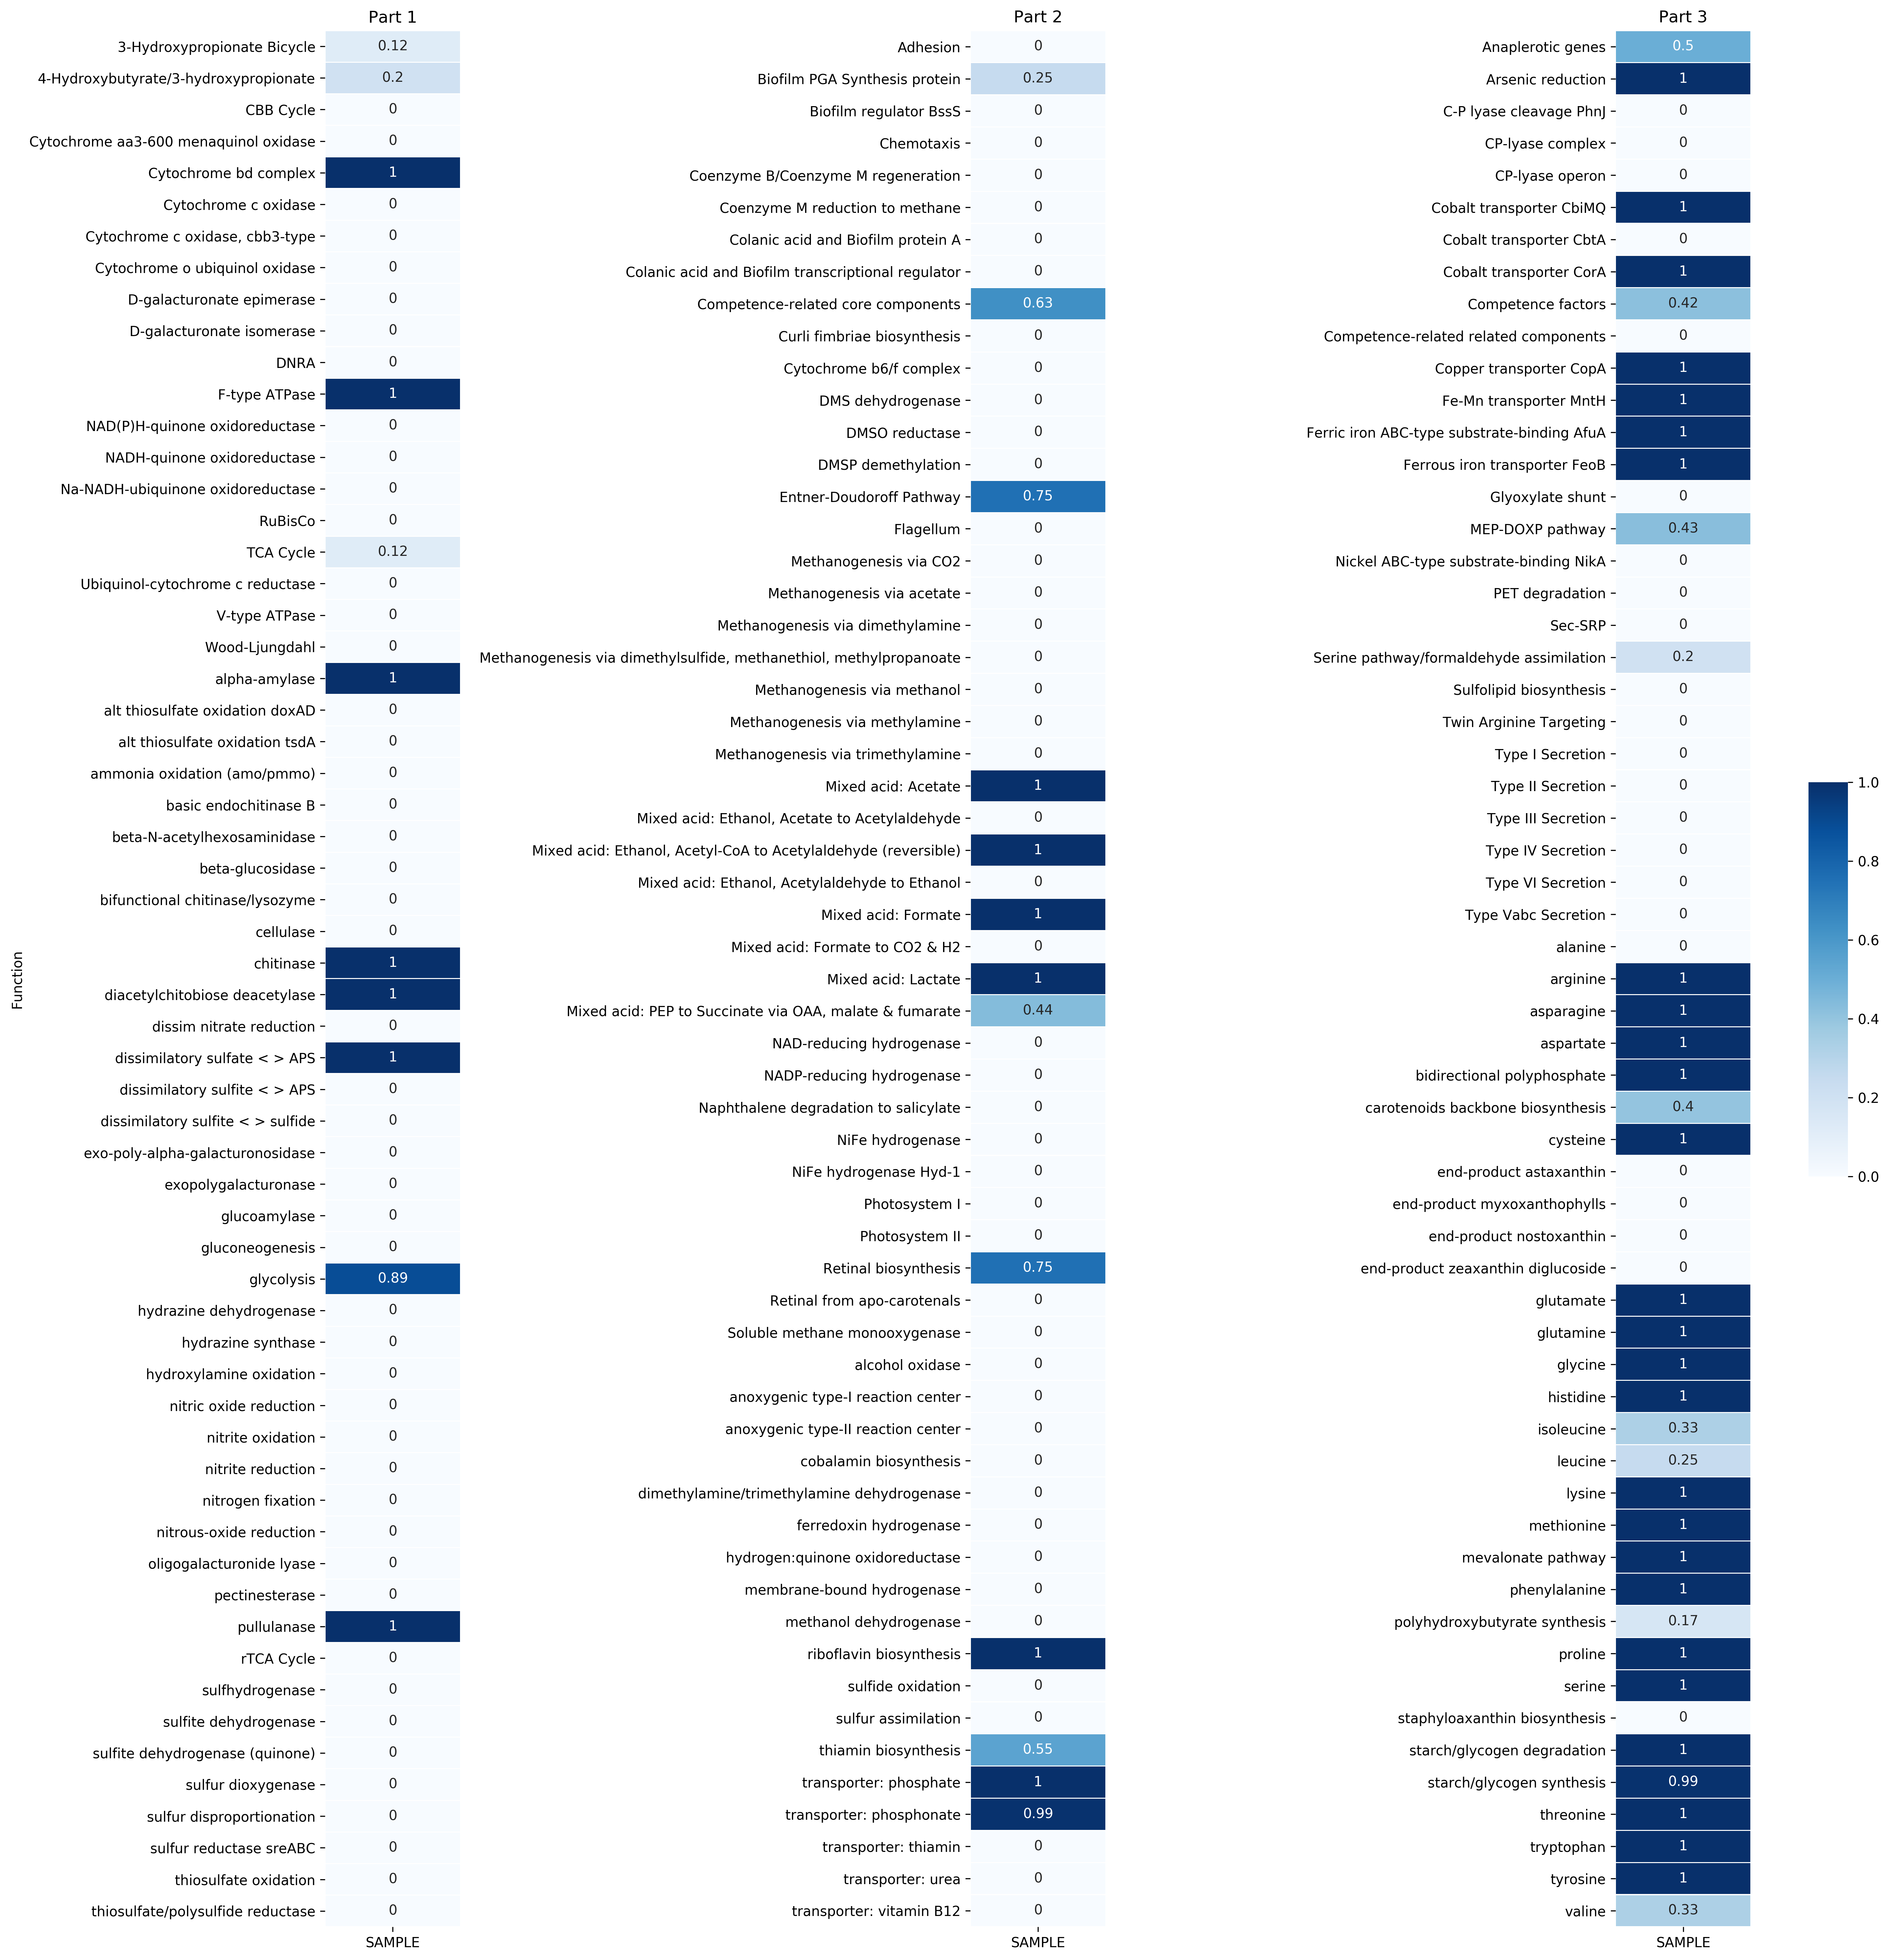 Part 1
3-Hydroxypropionate Bicycle 0.12
4-Hydroxybutyrate/3-hydroxypropionate 0.2
CBB Cycle 0
Cytochrome aa3-600 menaquinol oxidase 0
Cytochrome bd complex 1
Cytochrome c oxidase 0
Cytochrome c oxidase, cbb3-type 0
Cytochrome o ubiquinol oxidase 0
D-galacturonate epimerase 0
D-galacturonate isomerase 0
DNRA 0
F-type ATPase 1
NAD(P)H-quinone oxidoreductase 0
NADH-quinone oxidoreductase 0
Na-NADH-ubiquinone oxidoreductase 0
RuBisCo 0
TCA Cycle 0.12
Ubiquinol-cytochrome c reductase 0
V-type ATPase 0
Wood-Ljungdahl 0
alpha-amylase 1
alt thiosulfate oxidation doxAD 0
alt thiosulfate oxidation tsdA 0
ammonia oxidation (amo/pmmo) 0
basic endochitinase B 0
beta-N-acetylhexosaminidase 0
beta-glucosidase 0
bifunctional chitinase/lysozyme 0
cellulase 0
chitinase 1
diacetylchitobiose deacetylase 1
dissim nitrate reduction 0
dissimilatory sulfate < > APS 1
dissimilatory sulfite < > APS 0
dissimilatory sulfite < > sulfide 0
exo-poly-alpha-galacturonosidase 0
exopolygalacturonase 0
glucoamylase 0
gluconeogenesis 0
glycolysis 0.89
hydrazine dehydrogenase 0
hydrazine synthase 0
hydroxylamine oxidation 0
nitric oxide reduction 0
nitrite oxidation 0
nitrite reduction 0
nitrogen fixation 0
nitrous-oxide reduction 0
oligogalacturonide lyase 0
pectinesterase 0
pullulanase 1
rTCA Cycle 0
sulfhydrogenase 0
sulfite dehydrogenase 0
sulfite dehydrogenase (quinone) 0
sulfur dioxygenase 0
sulfur disproportionation 0
sulfur reductase sreABC 0
thiosulfate oxidation 0
thiosulfate/polysulfide reductase 0
SAMPLE
Function
Part 2
Adhesion 0
Biofilm PGA Synthesis protein 0.25
Biofilm regulator BssS 0
Chemotaxis 0
Coenzyme B/Coenzyme M regeneration 0
Coenzyme M reduction to methane 0
Colanic acid and Biofilm protein A 0
Colanic acid and Biofilm transcriptional regulator 0
Competence-related core components 0.63
Curli fimbriae biosynthesis 0
Cytochrome b6/f complex 0
DMS dehydrogenase 0
DMSO reductase 0
DMSP demethylation 0
Entner-Doudoroff Pathway 0.75
Flagellum 0
Methanogenesis via CO2 0
Methanogenesis via acetate 0
Methanogenesis via dimethylamine 0
Methanogenesis via dimethylsulfide, methanethiol, methylpropanoate 0
Methanogenesis via methanol 0
Methanogenesis via methylamine 0
Methanogenesis via trimethylamine 0
Mixed acid: Acetate 1
Mixed acid: Ethanol, Acetate to Acetylaldehyde 0
Mixed acid: Ethanol, Acetyl-CoA to Acetylaldehyde (reversible) 1
Mixed acid: Ethanol, Acetylaldehyde to Ethanol 0
Mixed acid: Formate 1
Mixed acid: Formate to CO2 & H2 0
Mixed acid: Lactate 1
Mixed acid: PEP to Succinate via OAA, malate & fumarate 0.44
NAD-reducing hydrogenase 0
NADP-reducing hydrogenase 0
Naphthalene degradation to salicylate 0
NiFe hydrogenase 0
NiFe hydrogenase Hyd-1 0
Photosystem I 0
Photosystem II 0
Retinal biosynthesis 0.75
Retinal from apo-carotenals 0
Soluble methane monooxygenase 0
alcohol oxidase 0
anoxygenic type-I reaction center 0
anoxygenic type-II reaction center 0
cobalamin biosynthesis 0
dimethylamine/trimethylamine dehydrogenase 0
ferredoxin hydrogenase 0
hydrogen:quinone oxidoreductase 0
membrane-bound hydrogenase 0
methanol dehydrogenase 0
riboflavin biosynthesis 1
sulfide oxidation 0
sulfur assimilation 0
thiamin biosynthesis 0.55
transporter: phosphate 1
transporter: phosphonate 0.99
transporter: thiamin 0
transporter: urea 0
transporter: vitamin B12 0
SAMPLE
Part 3
Anaplerotic genes 0.5
Arsenic reduction 1
C-P lyase cleavage PhnJ 0
CP-lyase complex 0
CP-lyase operon 0
Cobalt transporter CbiMQ 1
Cobalt transporter CbtA 0
Cobalt transporter CorA 1
Competence factors 0.42
Competence-related related components 0
Copper transporter CopA 1
Fe-Mn transporter MntH 1
Ferric iron ABC-type substrate-binding AfuA 1
Ferrous iron transporter FeoB 1
Glyoxylate shunt 0
MEP-DOXP pathway 0.43
Nickel ABC-type substrate-binding NikA 0
PET degradation 0
Sec-SRP 0
Serine pathway/formaldehyde assimilation 0.2
Sulfolipid biosynthesis 0
Twin Arginine Targeting 0
Type I Secretion 0
Type II Secretion 0
Type III Secretion 0
Type IV Secretion 0
Type VI Secretion 0
Type Vabc Secretion 0
alanine 0
arginine 1
asparagine 1
aspartate 1
bidirectional polyphosphate 1
carotenoids backbone biosynthesis 0.4
cysteine 1
end-product astaxanthin 0
end-product myxoxanthophylls 0
end-product nostoxanthin 0
end-product zeaxanthin diglucoside 0
glutamate 1
glutamine 1
glycine 1
histidine 1
isoleucine 0.33
leucine 0.25
lysine 1
methionine 1
mevalonate pathway 1
phenylalanine 1
polyhydroxybutyrate synthesis 0.17
proline 1
serine 1
staphyloaxanthin biosynthesis 0
starch/glycogen degradation 1
starch/glycogen synthesis 0.99
threonine 1
tryptophan 1
tyrosine 1
valine 0.33
SAMPLE
1.0
0.8
0.6
0.4
0.2
0.0